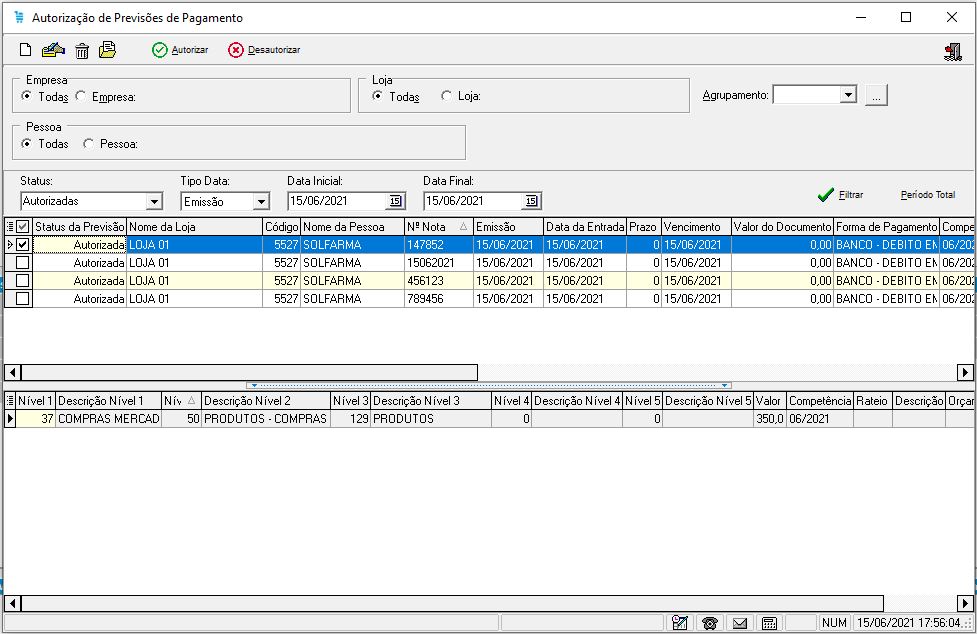 Autorização de Previsões de Pagamento
Autorizar Desautorizar
Empresa
Todas Empresa:
Loja
Todas Loja:
Agrupamento: ...
Pessoa
Todas Pessoa:
Status: Tipo Data: Data Inicial: Data Final:
Autorizadas Emissão 15/06/2021 15 15/06/2021 15 Filtrar Período Total
Status da Previsão Nome da Loja Código Nome da Pessoa Nº Nota Emissão Data da Entrada Prazo Vencimento Valor do Documento Forma de Pagamento Compe
Autorizada LOJA 01 5527 SOLFARMA 147852 15/06/2021 15/06/2021 0 15/06/2021 0,00 BANCO - DEBITO EN 06/202
Autorizada LOJA 01 5527 SOLFARMA 15062021 15/06/2021 15/06/2021 0 15/06/2021 0,00 BANCO - DEBITO EN 06/202
Autorizada LOJA 01 5527 SOLFARMA 456123 15/06/2021 15/06/2021 0 15/06/2021 0,00 BANCO - DEBITO EN 06/202
Autorizada LOJA 01 5527 SOLFARMA 789456 15/06/2021 15/06/2021 0 15/06/2021 0,00 BANCO - DEBITO EN 06/202
Nível 1 Descrição Nível 1 Nív Descrição Nível 2 Nível 3 Descrição Nível 3 Nível 4 Descrição Nível 4 Nível 5 Descrição Nível 5 Valor Competência Rateio Descrição Orçar
37 COMPRAS MERCAD 50 PRODUTOS - COMPRAS 129 PRODUTOS 0 0 350,0 06/2021
NUM 15/06/2021 17:56:04